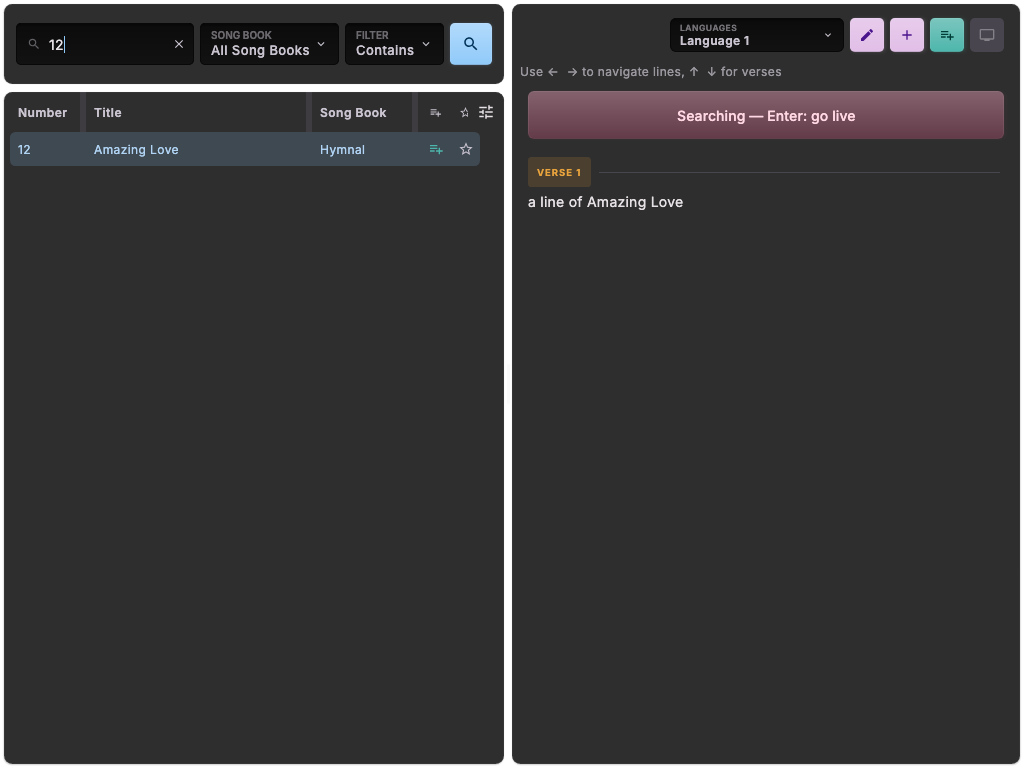 12
SONG BOOK
All Song Books
FILTER
Contains
Number Title Song Book
12 Amazing Love Hymnal
LANGUAGES
Language 1
Use ← → to navigate lines, ↑ ↓ for verses
Searching — Enter: go live
VERSE 1
a line of Amazing Love